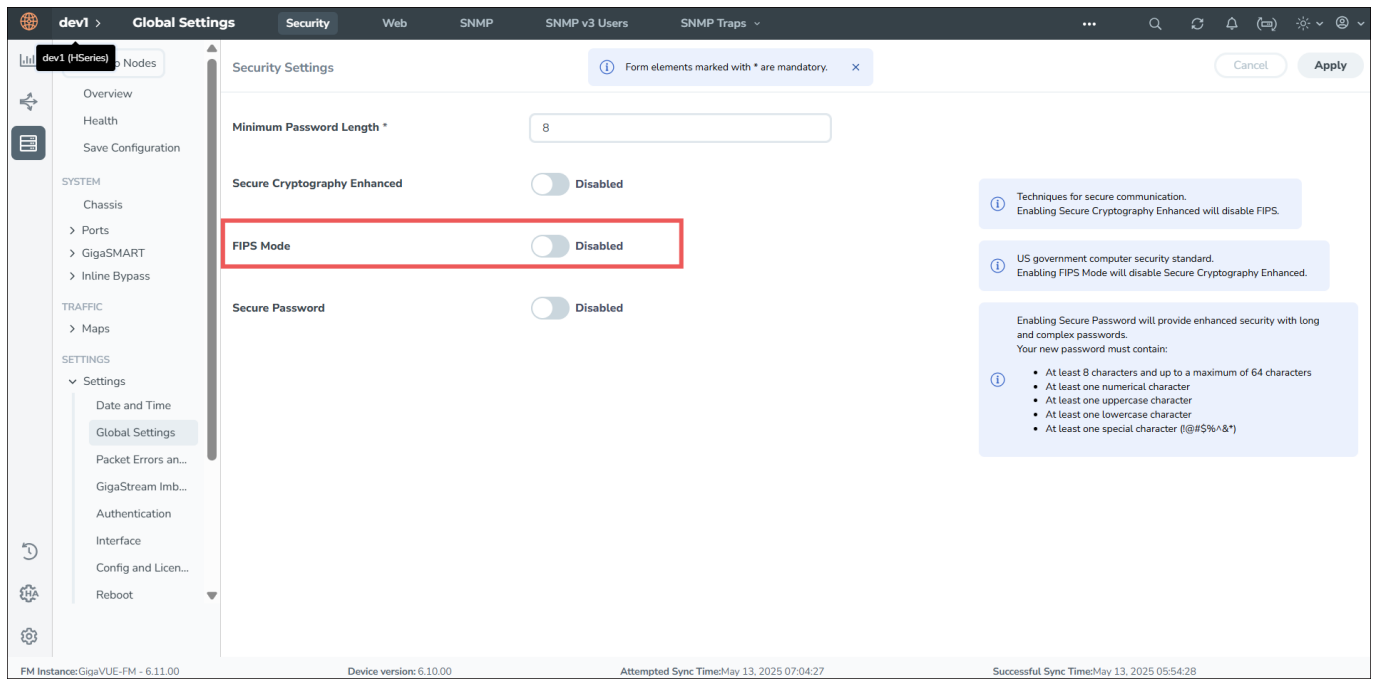 dev1 >
Global Settings
Security
Web
SNMP
SNMP v3 Users
SNMP Traps
dev1 (HSeries)
Nodes
Overview
Health
Save Configuration
SYSTEM
Chassis
Ports
GigaSMART
Inline Bypass
TRAFFIC
Maps
SETTINGS
Settings
Date and Time
Global Settings
Packet Errors an...
GigaStream Imb...
Authentication
Interface
Config and Licen...
Reboot
HA
Security Settings
Form elements marked with * are mandatory.
Cancel
Apply
Minimum Password Length *
8
Secure Cryptography Enhanced
Disabled
Techniques for secure communication.
Enabling Secure Cryptography Enhanced will disable FIPS.
FIPS Mode
Disabled
US government computer security standard.
Enabling FIPS Mode will disable Secure Cryptography Enhanced.
Secure Password
Disabled
Enabling Secure Password will provide enhanced security with long
and complex passwords.
Your new password must contain:
• At least 8 characters and up to a maximum of 64 characters
• At least one numerical character
• At least one uppercase character
• At least one lowercase character
• At least one special character (!@#$%^&*)
FM Instance:GigaVUE-FM - 6.11.00
Device version: 6.10.00
Attempted Sync Time:May 13, 2025 07:04:27
Successful Sync Time:May 13, 2025 05:54:28